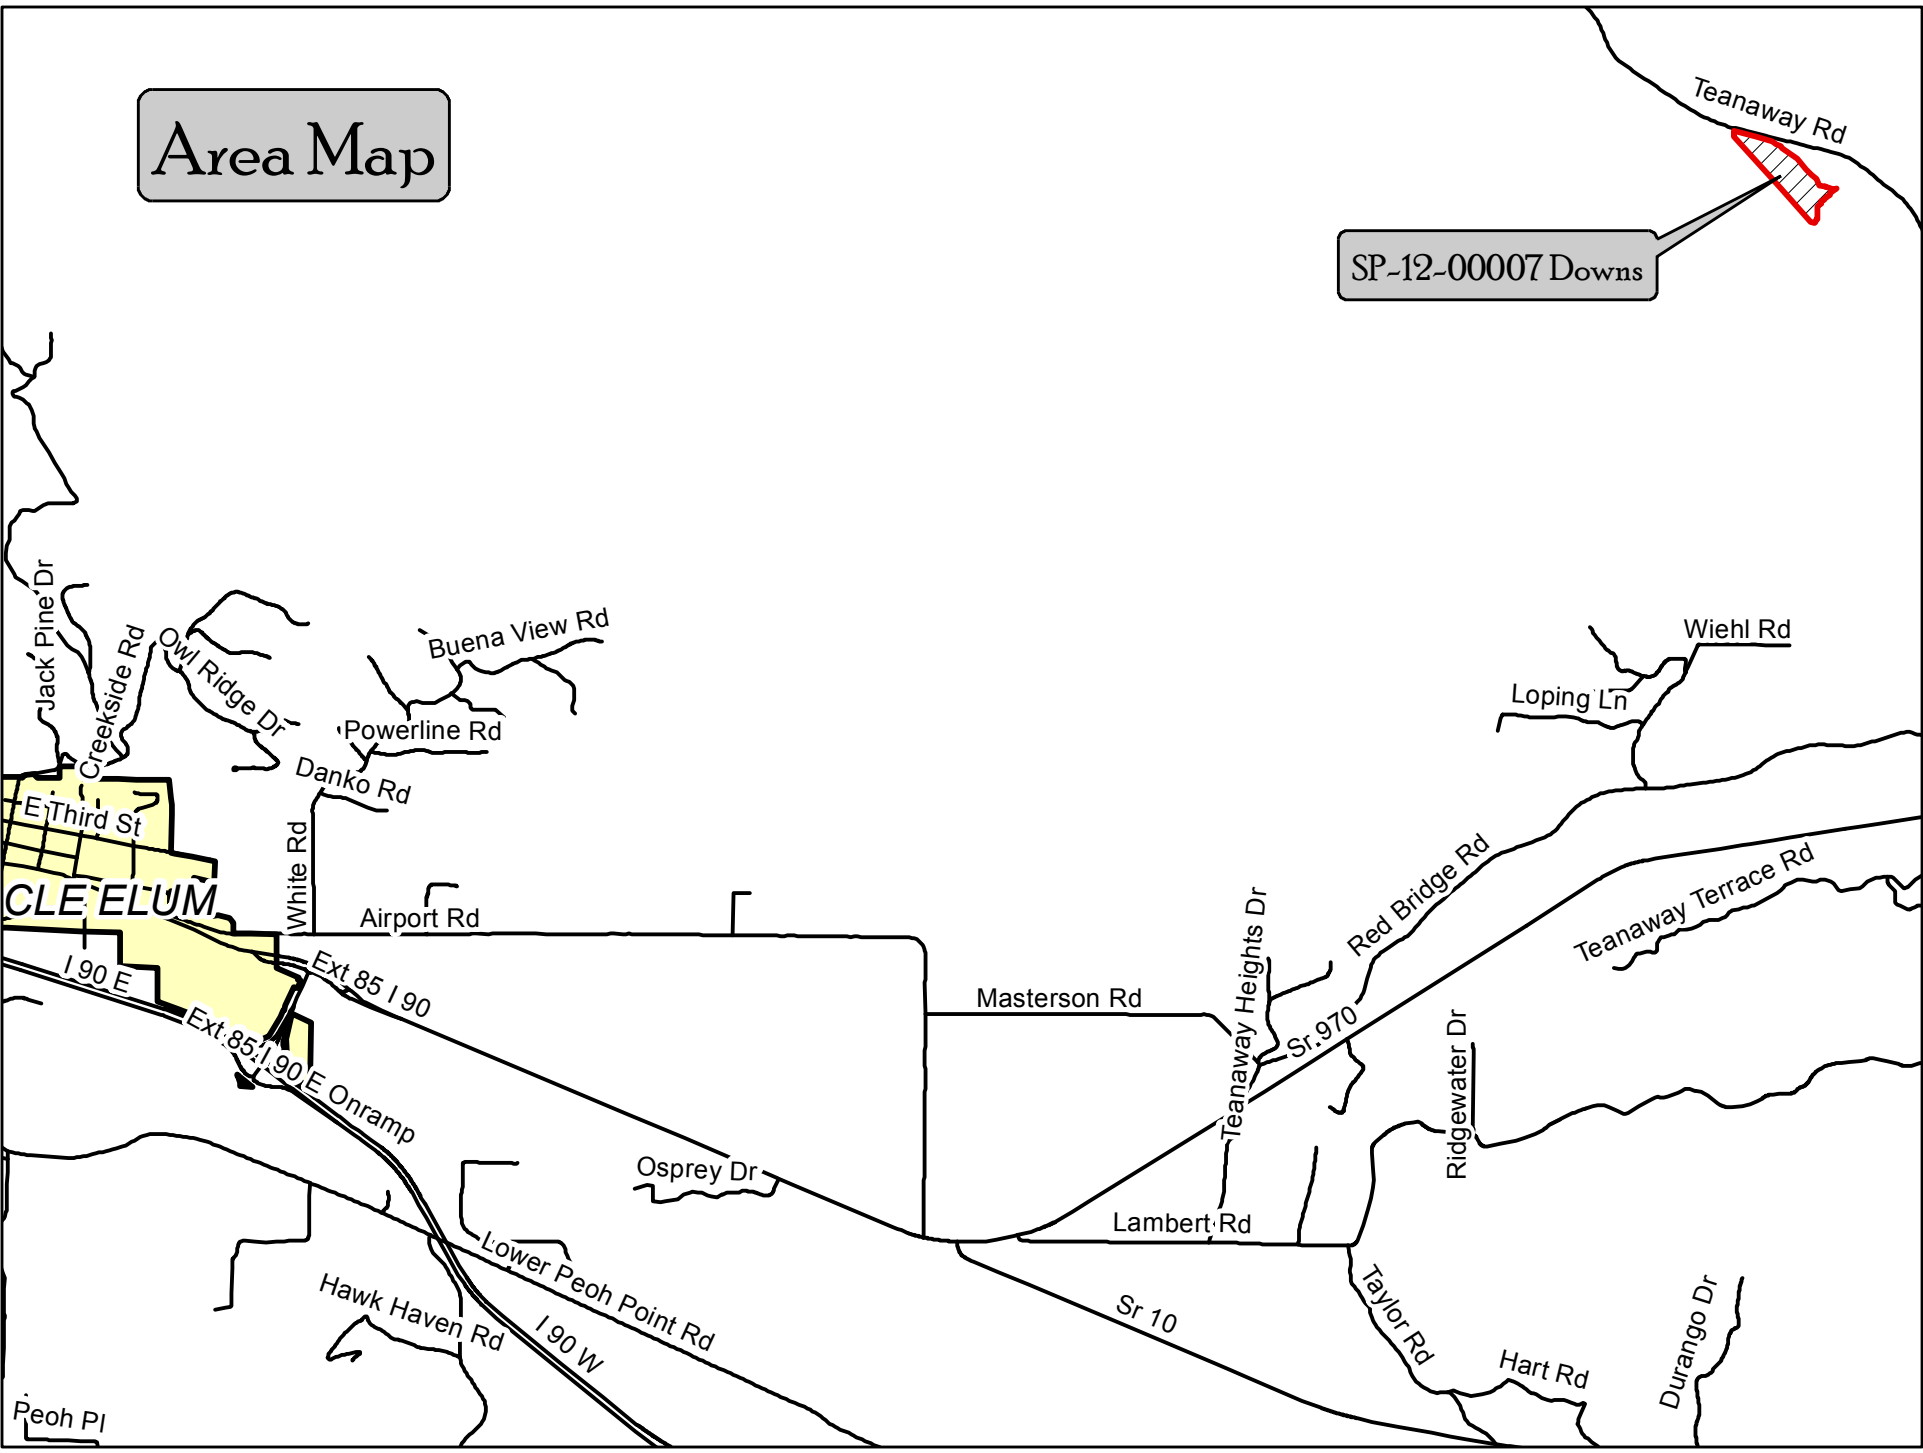 Area Map
Teanaway Rd
SP-12-00007 Downs
Jack Pine Dr
Creekside Rd
Owl Ridge Dr
Buena View Rd
Powerline Rd
Danko Rd
White Rd
Wiehl Rd
Loping Ln
E Third St
CLE ELUM
Airport Rd
I 90 E
Ext 85 I 90
Ext 85 I 90 E Onramp
Masterson Rd
Teanaway Heights Dr
Red Bridge Rd
Sr 970
Teanaway Terrace Rd
Ridgewater Dr
Osprey Dr
Lambert Rd
Lower Peoh Point Rd
Hawk Haven Rd
I 90 W
Sr 10
Taylor Rd
Hart Rd
Durango Dr
Peoh Pl